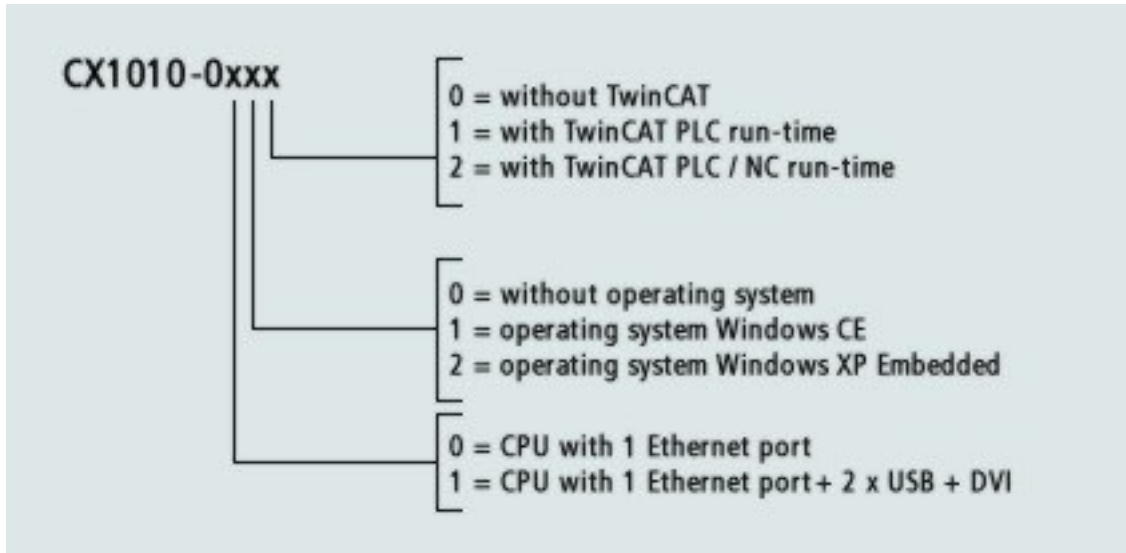 CX1010-0xxx
0 = without TwinCAT
1 = with TwinCAT PLC run-time
2 = with TwinCAT PLC / NC run-time
0 = without operating system
1 = operating system Windows CE
2 = operating system Windows XP Embedded
0 = CPU with 1 Ethernet port
1 = CPU with 1 Ethernet port + 2 x USB + DVI